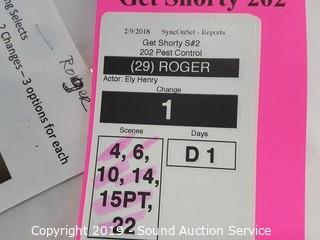 Get Shorty 202
ng Selects
2 Changes – 3 options for each
Roger
2/9/2018 SyncOnSet - Reports
Get Shorty S#2
202 Pest Control
(29) ROGER
Actor: Ely Henry
Change
1
Scenes
Days
4, 6,
10, 14,
15PT,
22
D 1
Copyright 2019 - Sound Auction Service